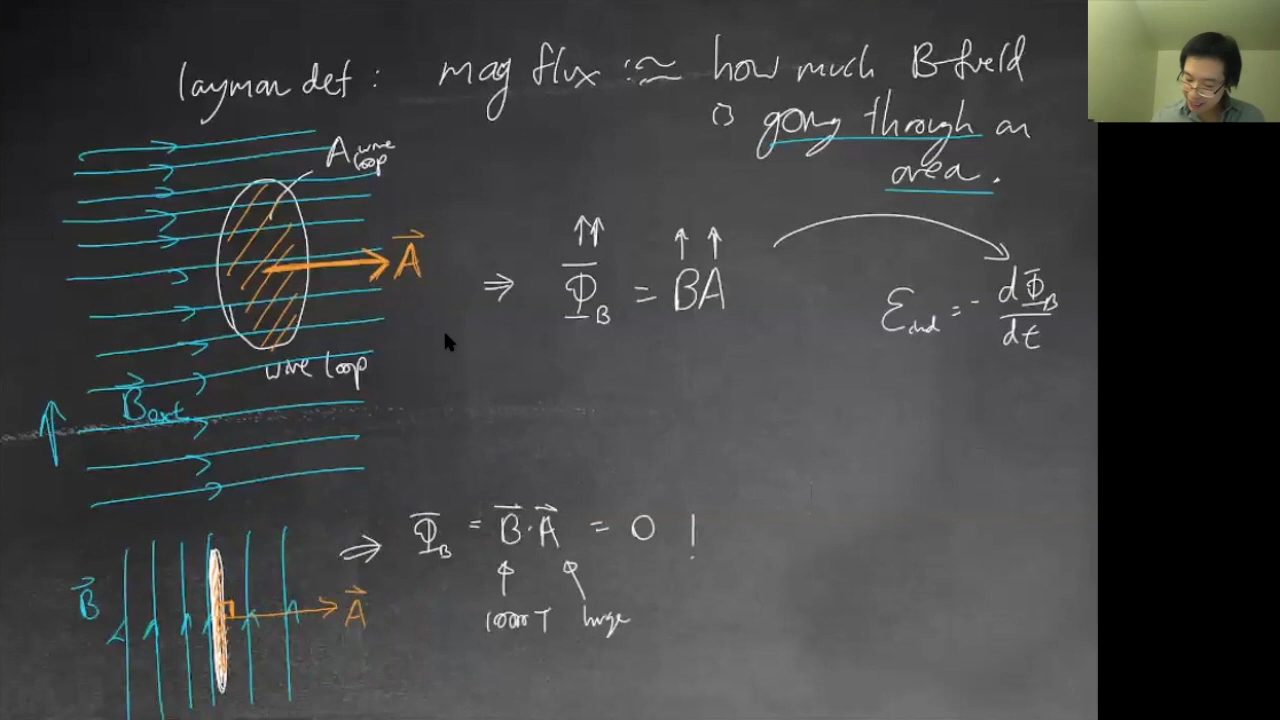 layman def : mag flux :≈ how much B-field
is going through an
area.
A wire
loop
A⃗
⇒ Φ_B = BA
ε_ind = - dΦ_B/dt
wire loop
B⃗ext
⇒ Φ_B = B⃗·A⃗ = 0 !
B⃗
A⃗
1000 T huge